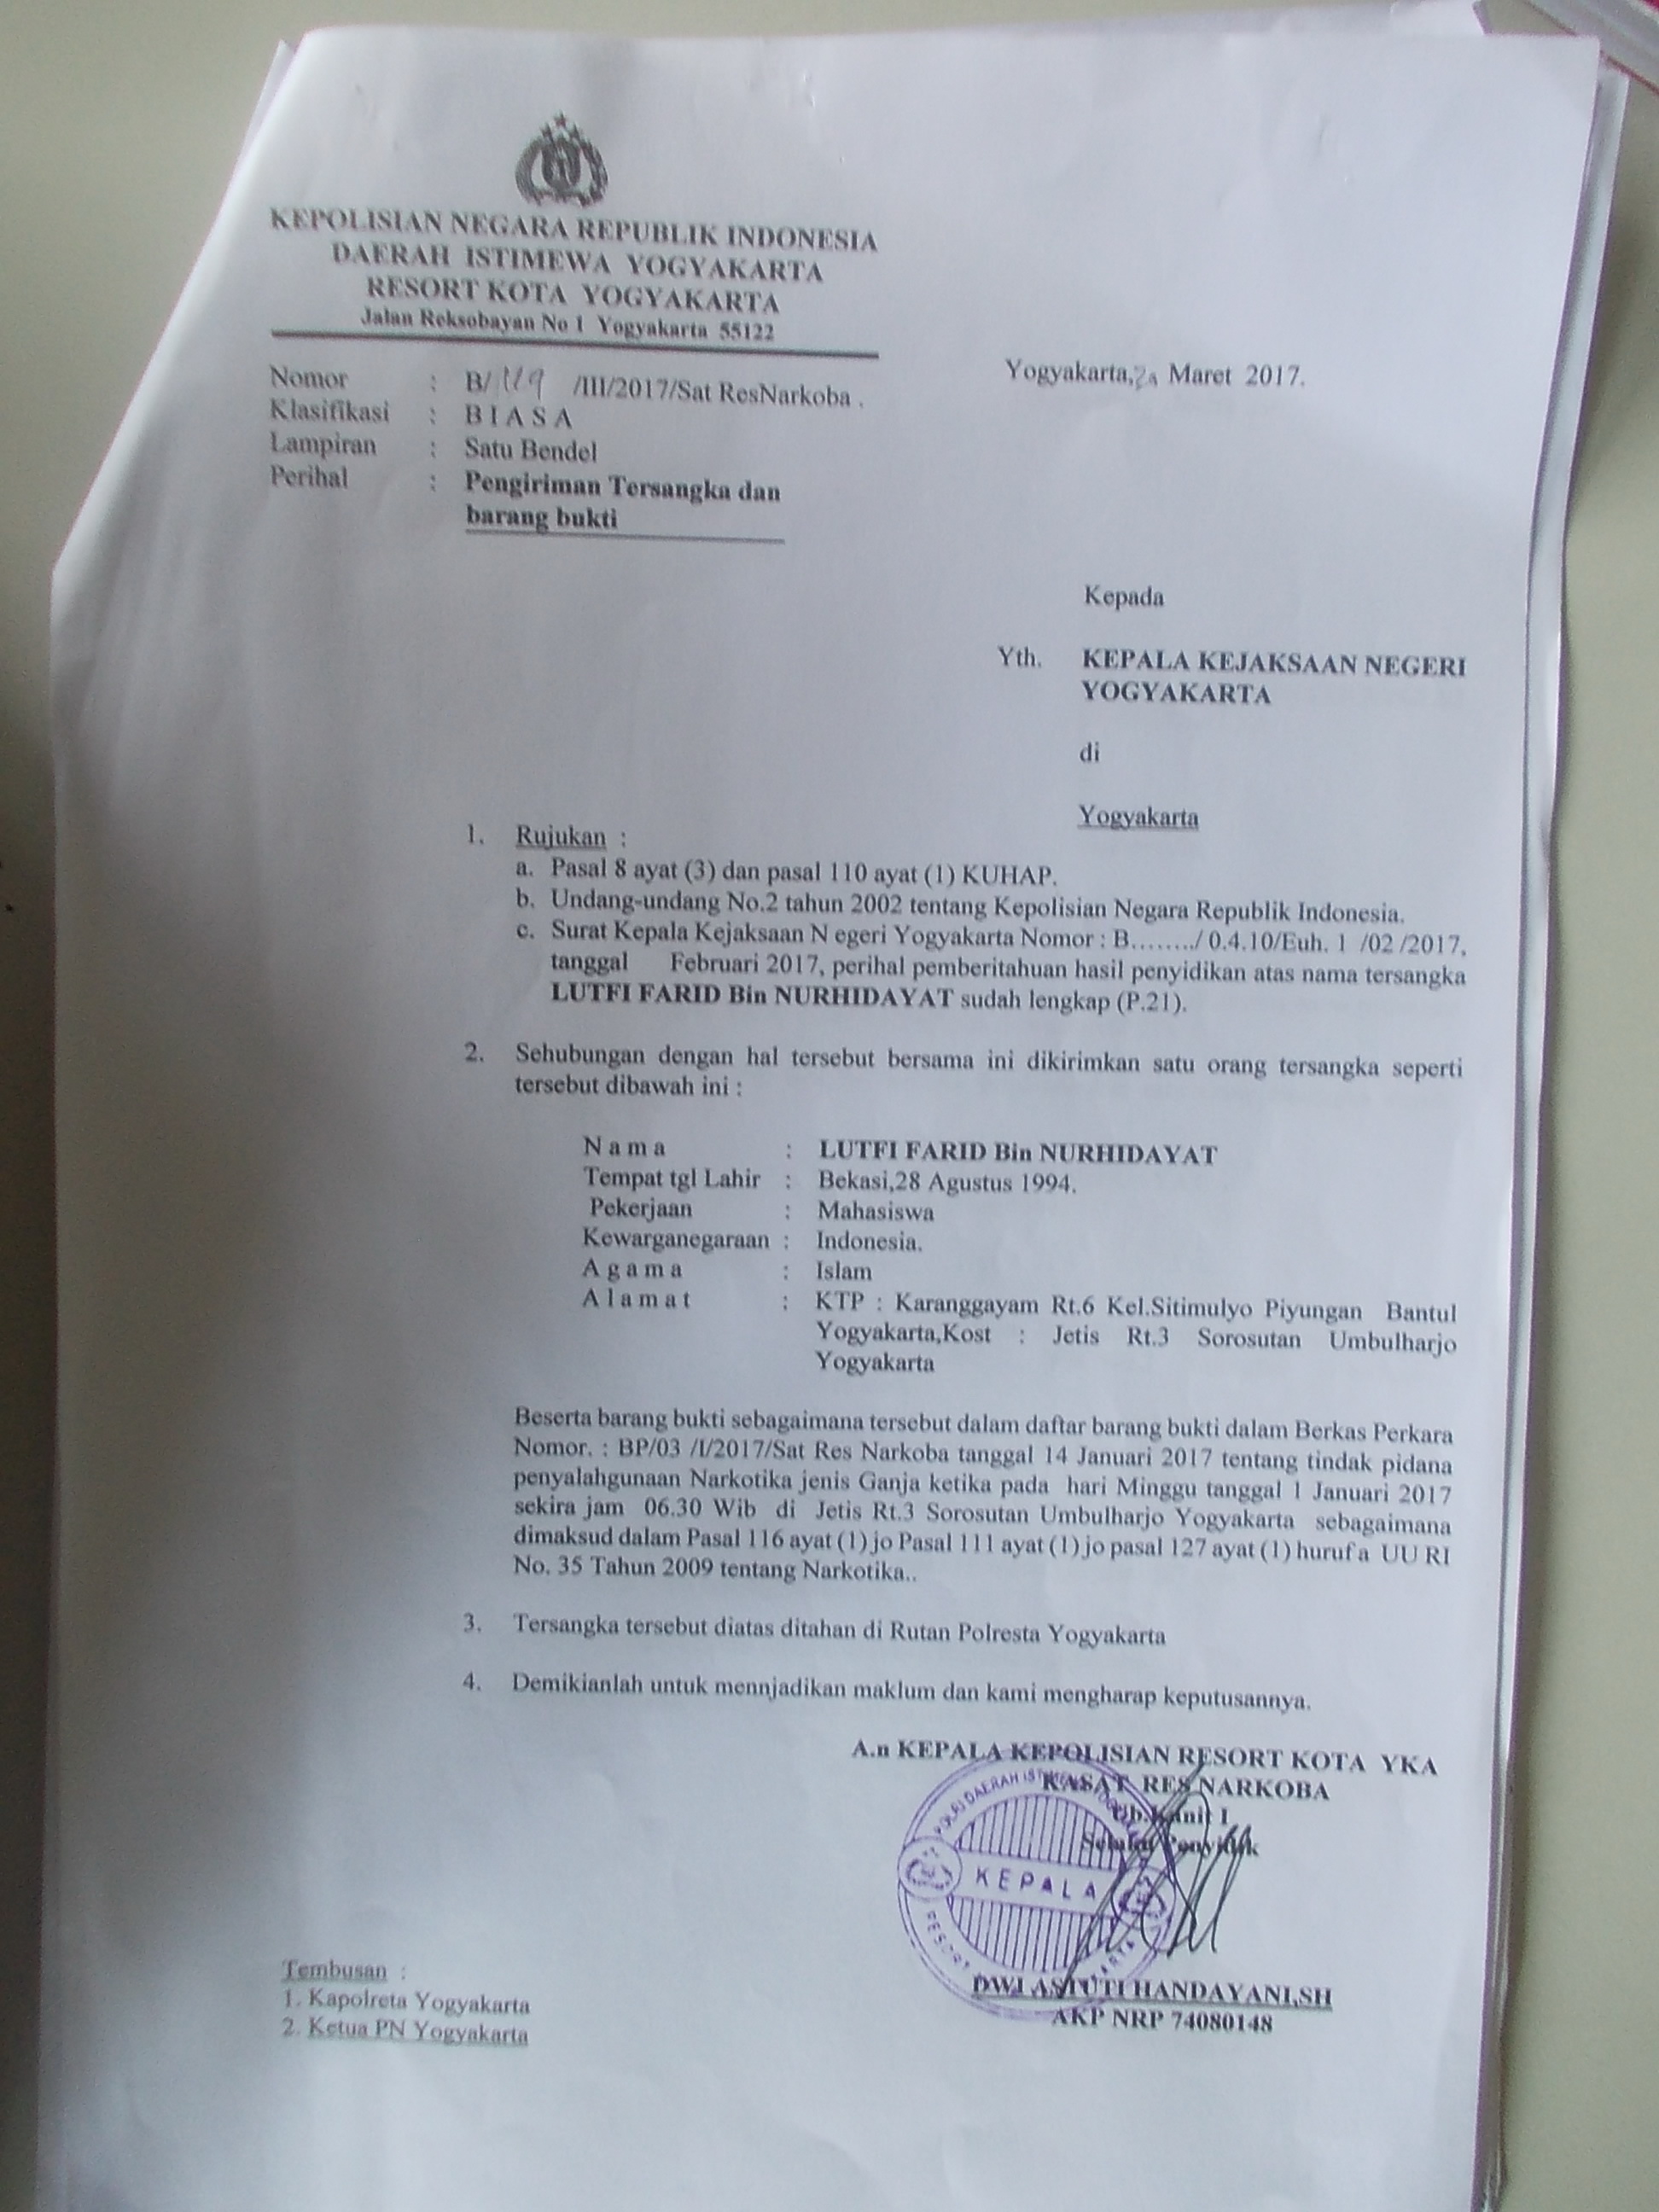 KEPOLISIAN NEGARA REPUBLIK INDONESIA
DAERAH ISTIMEWA YOGYAKARTA
RESORT KOTA YOGYAKARTA
Jalan Reksobayan No 1 Yogyakarta 55122
Yogyakarta, Maret 2017.
Nomor : B/ /III/2017/Sat ResNarkoba .
Klasifikasi : B I A S A
Lampiran : Satu Bendel
Perihal : Pengiriman Tersangka dan
barang bukti
Kepada
Yth. KEPALA KEJAKSAAN NEGERI
YOGYAKARTA
di
Yogyakarta
1. Rujukan :
a. Pasal 8 ayat (3) dan pasal 110 ayat (1) KUHAP.
b. Undang-undang No.2 tahun 2002 tentang Kepolisian Negara Republik Indonesia.
c. Surat Kepala Kejaksaan N egeri Yogyakarta Nomor : B......../ 0.4.10/Euh. 1 /02 /2017,
tanggal Februari 2017, perihal pemberitahuan hasil penyidikan atas nama tersangka
LUTFI FARID Bin NURHIDAYAT sudah lengkap (P.21).
2. Sehubungan dengan hal tersebut bersama ini dikirimkan satu orang tersangka seperti
tersebut dibawah ini :
N a m a : LUTFI FARID Bin NURHIDAYAT
Tempat tgl Lahir : Bekasi,28 Agustus 1994.
Pekerjaan : Mahasiswa
Kewarganegaraan : Indonesia.
A g a m a : Islam
A l a m a t : KTP : Karanggayam Rt.6 Kel.Sitimulyo Piyungan Bantul
Yogyakarta,Kost : Jetis Rt.3 Sorosutan Umbulharjo
Yogyakarta
Beserta barang bukti sebagaimana tersebut dalam daftar barang bukti dalam Berkas Perkara
Nomor. : BP/03 /I/2017/Sat Res Narkoba tanggal 14 Januari 2017 tentang tindak pidana
penyalahgunaan Narkotika jenis Ganja ketika pada hari Minggu tanggal 1 Januari 2017
sekira jam 06.30 Wib di Jetis Rt.3 Sorosutan Umbulharjo Yogyakarta sebagaimana
dimaksud dalam Pasal 116 ayat (1) jo Pasal 111 ayat (1) jo pasal 127 ayat (1) huruf a UU RI
No. 35 Tahun 2009 tentang Narkotika..
3. Tersangka tersebut diatas ditahan di Rutan Polresta Yogyakarta
4. Demikianlah untuk mennjadikan maklum dan kami mengharap keputusannya.
A.n KEPALA KEPOLISIAN RESORT KOTA YKA
KASAT RES NARKOBA
Ub.Kanit I
Selaku Penyidik
KEPALA
DWI ASTUTI HANDAYANI,SH
AKP NRP 74080148
Tembusan :
1. Kapolreta Yogyakarta
2. Ketua PN Yogyakarta